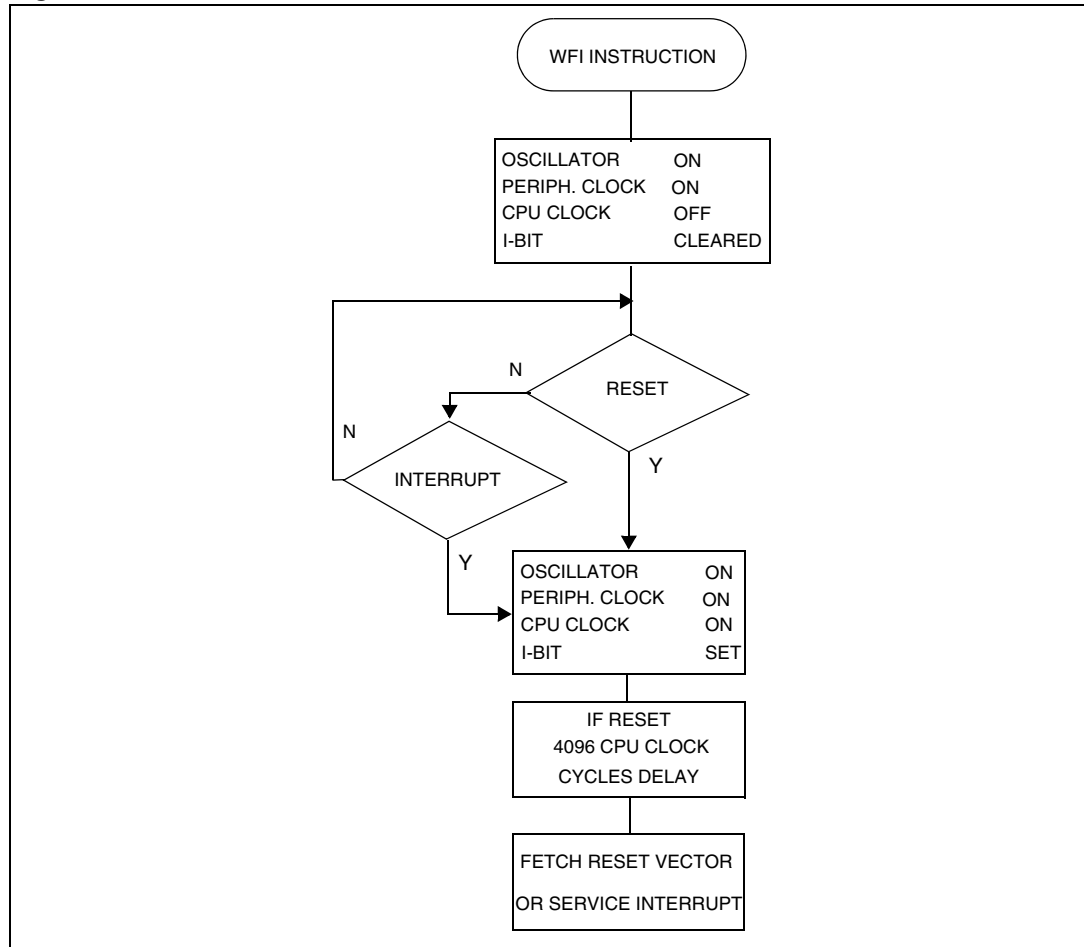 WFI INSTRUCTION
OSCILLATOR ON
PERIPH. CLOCK ON
CPU CLOCK OFF
I-BIT CLEARED
N
RESET
N
Y
INTERRUPT
Y
OSCILLATOR ON
PERIPH. CLOCK ON
CPU CLOCK ON
I-BIT SET
IF RESET
4096 CPU CLOCK
CYCLES DELAY
FETCH RESET VECTOR
OR SERVICE INTERRUPT